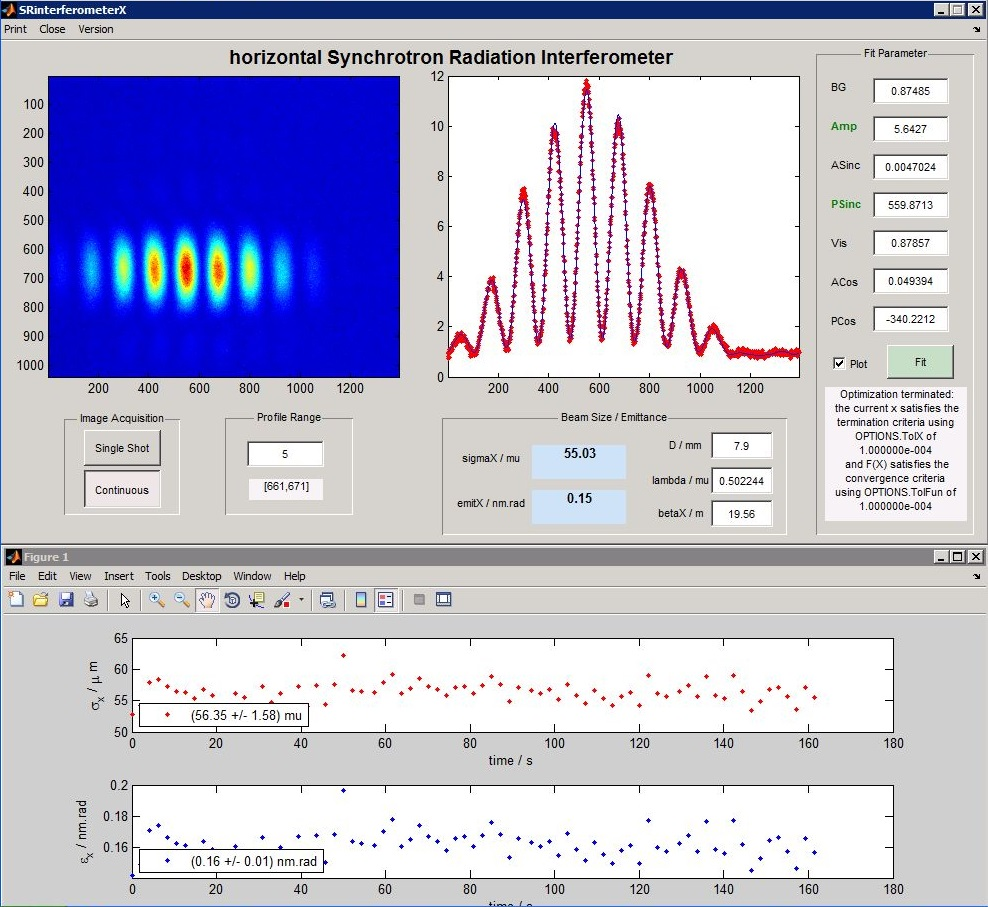 SRinterferometerX
Print Close Version
horizontal Synchrotron Radiation Interferometer
100
200
300
400
500
600
700
800
900
1000
200 400 600 800 1000 1200
12
10
8
6
4
2
0
200 400 600 800 1000 1200
Fit Parameter
BG 0.87485
Amp 5.6427
ASinc 0.0047024
PSinc 559.8713
Vis 0.87857
ACos 0.049394
PCos -340.2212
Plot Fit
Optimization terminated:
the current x satisfies the
termination criteria using
OPTIONS.TolX of
1.000000e-004
and F(X) satisfies the
convergence criteria
using OPTIONS.TolFun of
1.000000e-004
Image Acquisition
Single Shot
Continuous
Profile Range
5
[661,671]
Beam Size / Emittance
sigmaX / mu 55.03
emitX / nm.rad 0.15
D / mm 7.9
lambda / mu 0.502244
betaX / m 19.56
Figure 1
File Edit View Insert Tools Desktop Window Help
65
60
55
50
σx / μ m
(56.35 +/- 1.58) mu
0 20 40 60 80 100 120 140 160 180
time / s
0.2
0.18
0.16
0.14
εx / nm.rad
(0.16 +/- 0.01) nm.rad
0 20 40 60 80 100 120 140 160 180
time / s